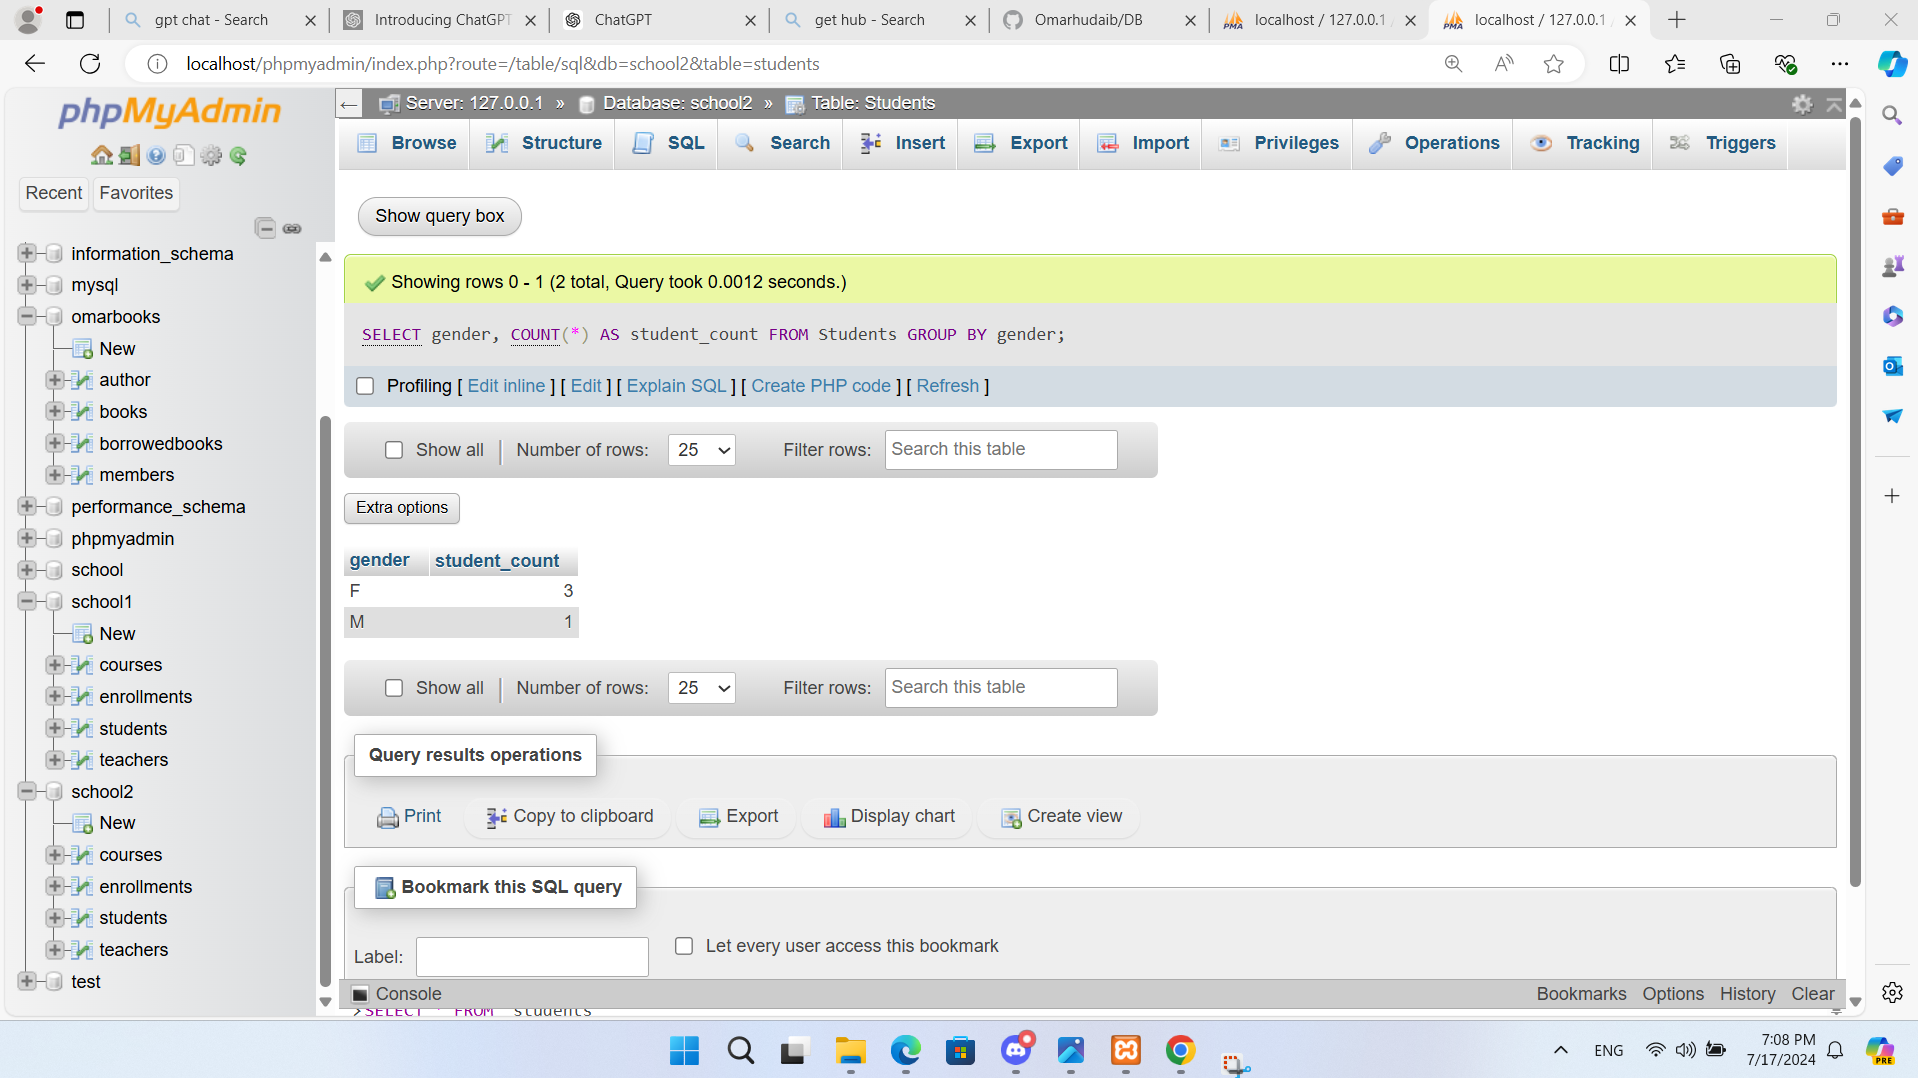 gpt chat - Search
Introducing ChatGPT
ChatGPT
get hub - Search
Omarhudaib/DB
localhost / 127.0.0.1
localhost / 127.0.0.1
localhost/phpmyadmin/index.php?route=/table/sql&db=school2&table=students
phpMyAdmin
Recent
Favorites
information_schema
mysql
omarbooks
New
author
books
borrowedbooks
members
performance_schema
phpmyadmin
school
school1
New
courses
enrollments
students
teachers
school2
New
courses
enrollments
students
teachers
test
Server: 127.0.0.1 » Database: school2 » Table: Students
Browse
Structure
SQL
Search
Insert
Export
Import
Privileges
Operations
Tracking
Triggers
Show query box
Showing rows 0 - 1 (2 total, Query took 0.0012 seconds.)
SELECT gender, COUNT(*) AS student_count FROM Students GROUP BY gender;
Profiling [ Edit inline ] [ Edit ] [ Explain SQL ] [ Create PHP code ] [ Refresh ]
Show all
Number of rows: 25
Filter rows: Search this table
Extra options
gender student_count
F 3
M 1
Show all
Number of rows: 25
Filter rows: Search this table
Query results operations
Print
Copy to clipboard
Export
Display chart
Create view
Bookmark this SQL query
Label:
Let every user access this bookmark
Console
Bookmarks Options History Clear
>SELECT * FROM `students`
ENG
7:08 PM
7/17/2024
PRE